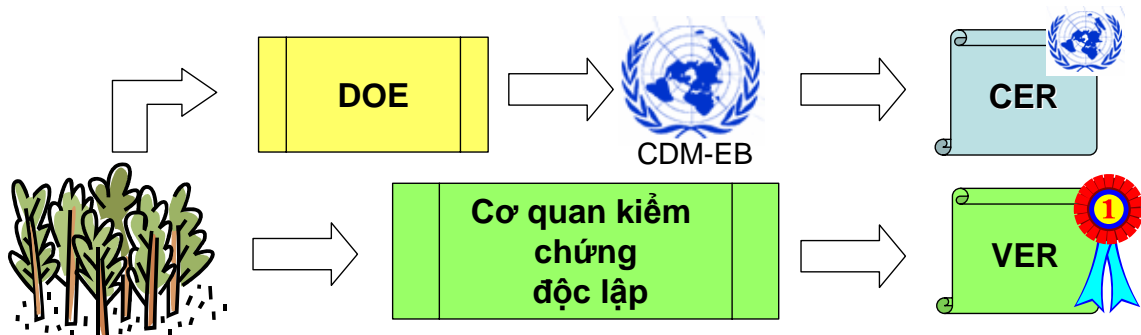 DOE
CDM-EB
CER
Cơ quan kiểm
chứng
độc lập
VER
1